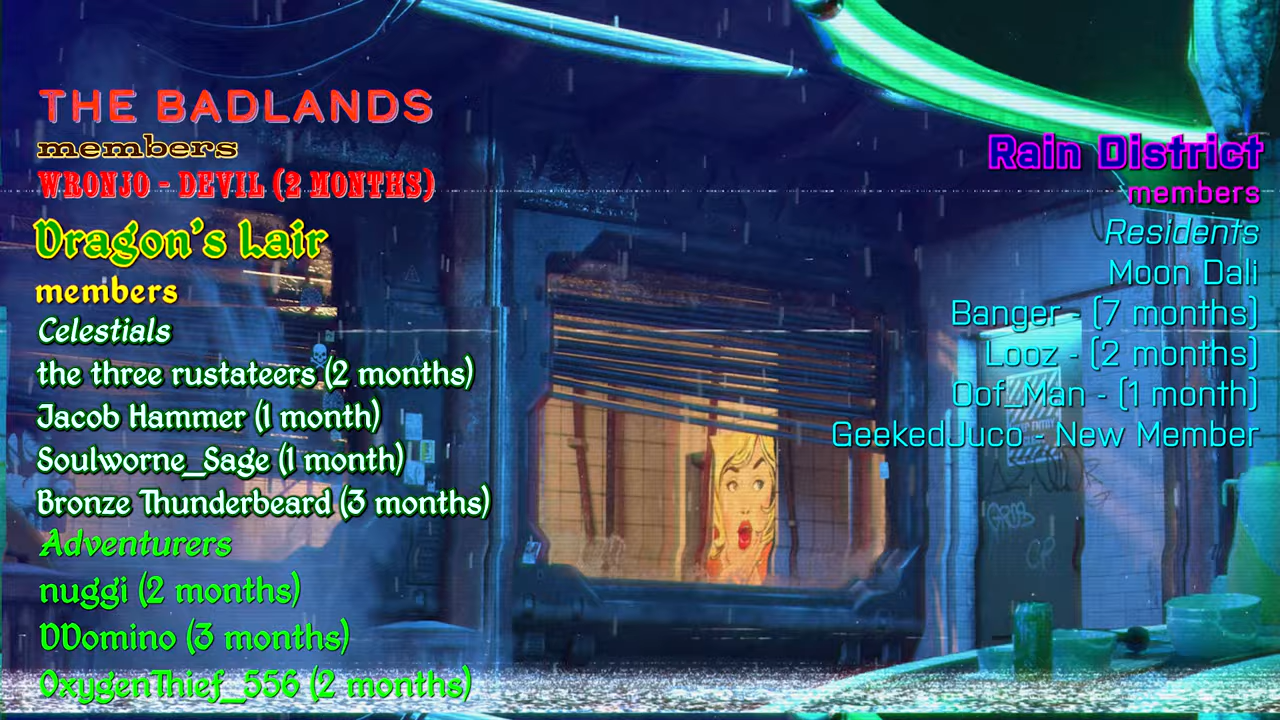 THE BADLANDS
members
WRONJO - DEVIL (2 MONTHS)
Dragon's Lair
members
Celestials
the three rustateers (2 months)
Jacob Hammer (1 month)
Soulworne_Sage (1 month)
Bronze Thunderbeard (3 months)
Adventurers
nuggi (2 months)
DDomino (3 months)
OxygenThief_556 (2 months)
Rain District
members
Residents
Moon Dali
Banger - (7 months)
Looz - (2 months)
Oof_Man - (1 month)
GeekedJuco - New Member